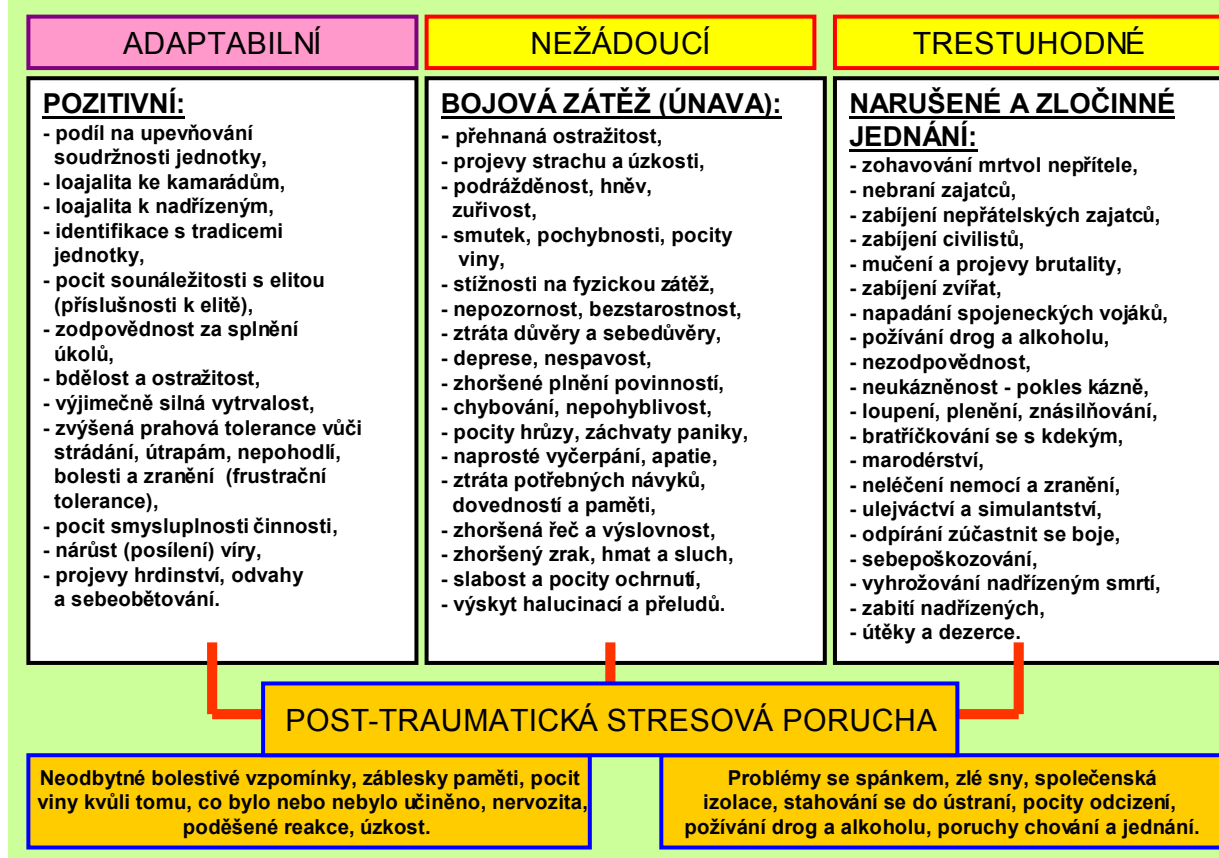 ADAPTABILNÍ
POZITIVNÍ:
- podíl na upevňování
soudržnosti jednotky,
- loajalita ke kamarádům,
- loajalita k nadřízeným,
- identifikace s tradicemi
jednotky,
- pocit sounáležitosti s elitou
(příslušnosti k elitě),
- zodpovědnost za splnění
úkolů,
- bdělost a ostražitost,
- výjimečně silná vytrvalost,
- zvýšená prahová tolerance vůči
strádání, útrapám, nepohodlí,
bolesti a zranění (frustrační
tolerance),
- pocit smysluplnosti činnosti,
- nárůst (posílení) víry,
- projevy hrdinství, odvahy
a sebeobětování.
NEŽÁDOUCÍ
BOJOVÁ ZÁTĚŽ (ÚNAVA):
- přehnaná ostražitost,
- projevy strachu a úzkosti,
- podrážděnost, hněv,
zuřivost,
- smutek, pochybnosti, pocity
viny,
- stížnosti na fyzickou zátěž,
- nepozornost, bezstarostnost,
- ztráta důvěry a sebedůvěry,
- deprese, nespavost,
- zhoršené plnění povinností,
- chybování, nepohyblivost,
- pocity hrůzy, záchvaty paniky,
- naprosté vyčerpání, apatie,
- ztráta potřebných návyků,
dovedností a paměti,
- zhoršená řeč a výslovnost,
- zhoršený zrak, hmat a sluch,
- slabost a pocity ochrnutí,
- výskyt halucinací a přeludů.
TRESTUHODNÉ
NARUŠENÉ A ZLOČINNÉ
JEDNÁNÍ:
- zohavování mrtvol nepřítele,
- nebraní zajatců,
- zabíjení nepřátelských zajatců,
- zabíjení civilistů,
- mučení a projevy brutality,
- zabíjení zvířat,
- napadání spojeneckých vojáků,
- požívání drog a alkoholu,
- nezodpovědnost,
- neukázněnost - pokles kázně,
- loupení, plenění, znásilňování,
- bratříčkování se s kdekým,
- marodérství,
- neléčení nemocí a zranění,
- ulejváctví a simulantství,
- odpírání zúčastnit se boje,
- sebepoškozování,
- vyhrožování nadřízeným smrtí,
- zabití nadřízených,
- útěky a dezerce.
POST-TRAUMATICKÁ STRESOVÁ PORUCHA
Neodbytné bolestivé vzpomínky, záblesky paměti, pocit
viny kvůli tomu, co bylo nebo nebylo učiněno, nervozita,
poděšené reakce, úzkost.
Problémy se spánkem, zlé sny, společenská
izolace, stahování se do ústraní, pocity odcizení,
požívání drog a alkoholu, poruchy chování a jednání.